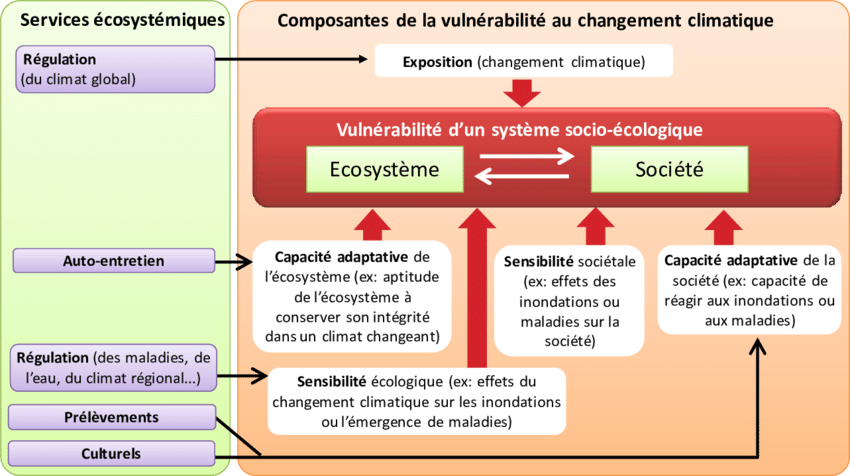 Services écosystémiques
Composantes de la vulnérabilité au changement climatique
Régulation
(du climat global)
Exposition (changement climatique)
Vulnérabilité d’un système socio-écologique
Ecosystème
Société
Auto-entretien
Capacité adaptative de
l’écosystème (ex: aptitude
de l’écosystème à
conserver son intégrité
dans un climat changeant)
Sensibilité sociétale
(ex: effets des
inondations ou
maladies sur la
société)
Capacité adaptative de la
société (ex: capacité de
réagir aux inondations ou
aux maladies)
Régulation (des maladies, de
l’eau, du climat régional...)
Sensibilité écologique (ex: effets du
changement climatique sur les inondations
ou l’émergence de maladies)
Prélèvements
Culturels